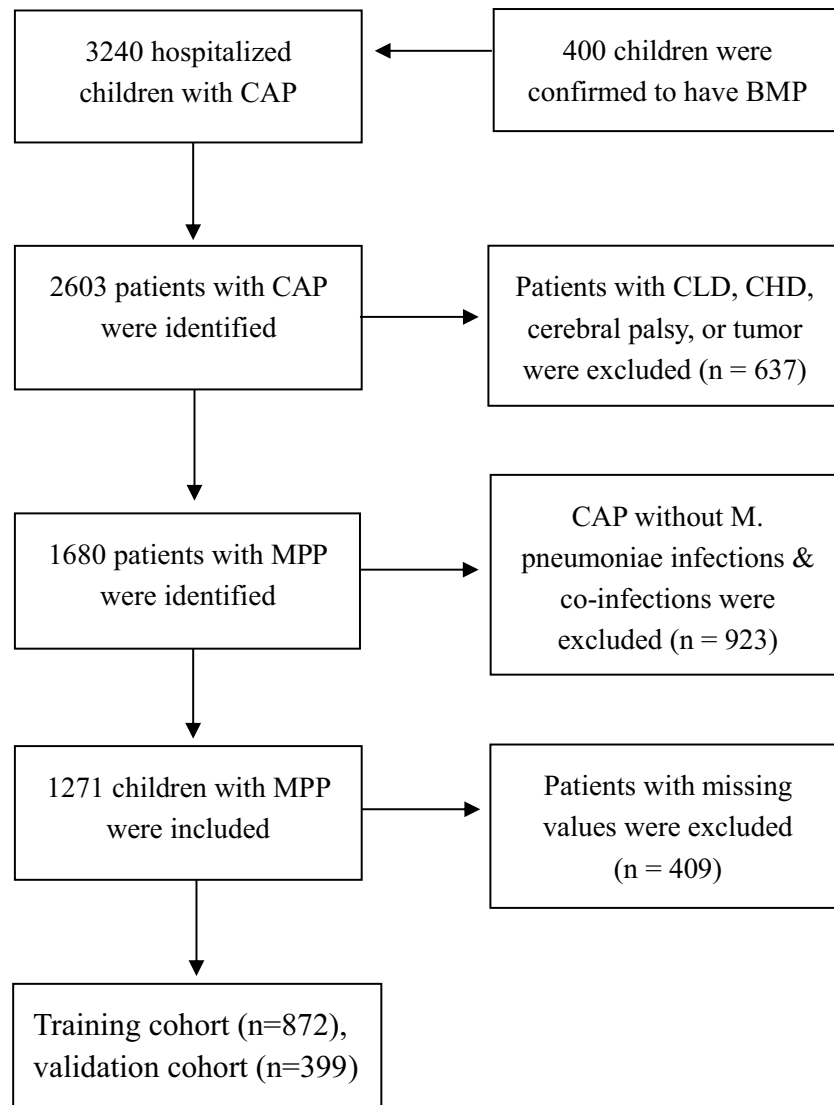 3240 hospitalized
children with CAP
400 children were
confirmed to have BMP
2603 patients with CAP
were identified
Patients with CLD, CHD,
cerebral palsy, or tumor
were excluded (n = 637)
1680 patients with MPP
were identified
CAP without M.
pneumoniae infections &
co-infections were
excluded (n = 923)
1271 children with MPP
were included
Patients with missing
values were excluded
(n = 409)
Training cohort (n=872),
validation cohort (n=399)